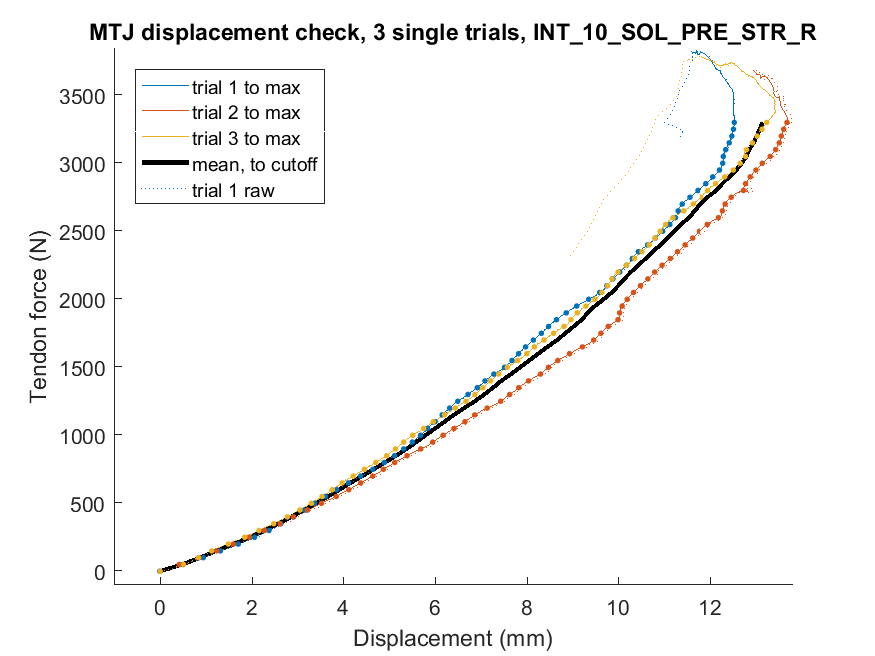 MTJ displacement check, 3 single trials, INT_10_SOL_PRE_STR_R
trial 1 to max
trial 2 to max
trial 3 to max
mean, to cutoff
trial 1 raw
3500
3000
2500
2000
1500
1000
500
0
Tendon force (N)
0 2 4 6 8 10 12
Displacement (mm)